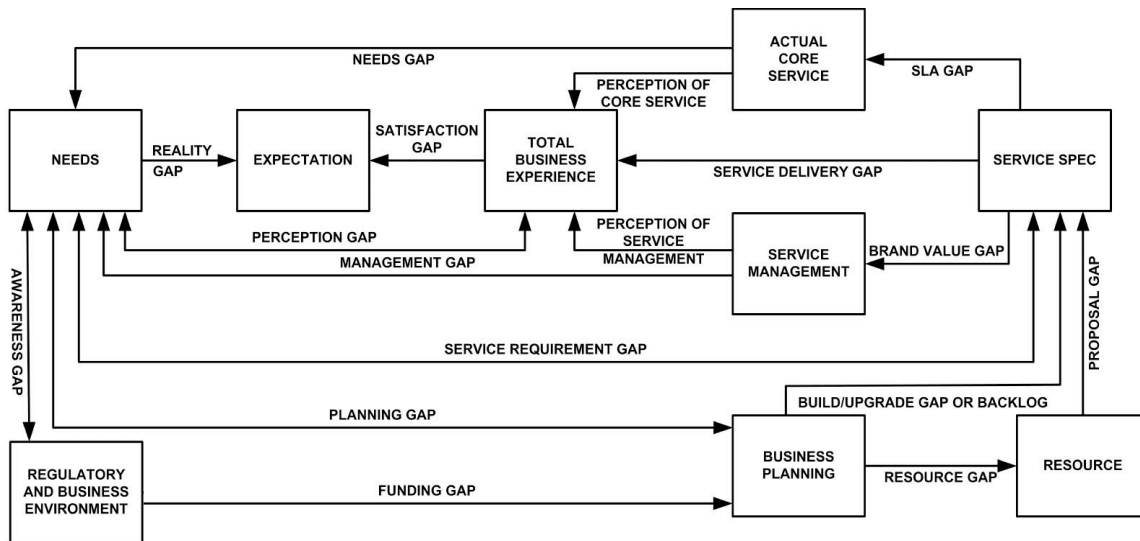 ACTUAL
CORE
SERVICE
NEEDS GAP
SLA GAP
PERCEPTION OF
CORE SERVICE
NEEDS
REALITY
GAP
EXPECTATION
SATISFACTION
GAP
TOTAL
BUSINESS
EXPERIENCE
SERVICE DELIVERY GAP
SERVICE SPEC
PERCEPTION GAP
PERCEPTION OF
SERVICE
MANAGEMENT
MANAGEMENT GAP
SERVICE
MANAGEMENT
BRAND VALUE GAP
AWARENESS GAP
PROPOSAL GAP
SERVICE REQUIREMENT GAP
PLANNING GAP
BUILD/UPGRADE GAP OR BACKLOG
REGULATORY
AND BUSINESS
ENVIRONMENT
FUNDING GAP
BUSINESS
PLANNING
RESOURCE GAP
RESOURCE